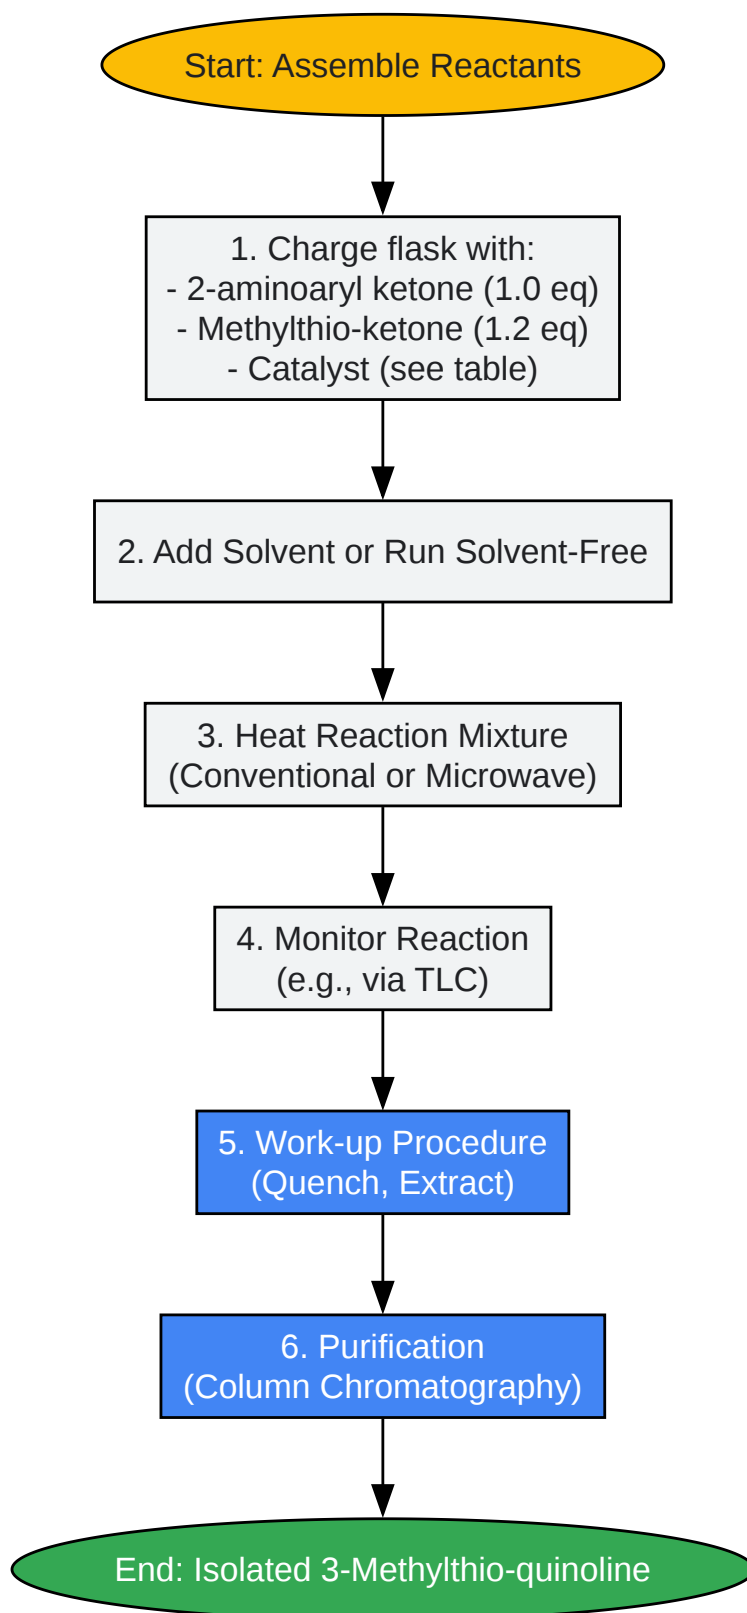 Start: Assemble Reactants
1. Charge flask with:
- 2-aminoaryl ketone (1.0 eq)
- Methylthio-ketone (1.2 eq)
- Catalyst (see table)
2. Add Solvent or Run Solvent-Free
3. Heat Reaction Mixture
(Conventional or Microwave)
4. Monitor Reaction
(e.g., via TLC)
5. Work-up Procedure
(Quench, Extract)
6. Purification
(Column Chromatography)
End: Isolated 3-Methylthio-quinoline